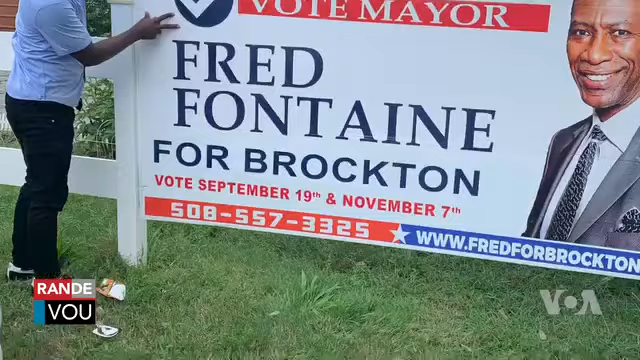 VOTE MAYOR
FRED
FONTAINE
FOR BROCKTON
VOTE SEPTEMBER 19th & NOVEMBER 7th
508-557-3325
WWW.FREDFORBROCKTON
RANDE
VOU
VOA